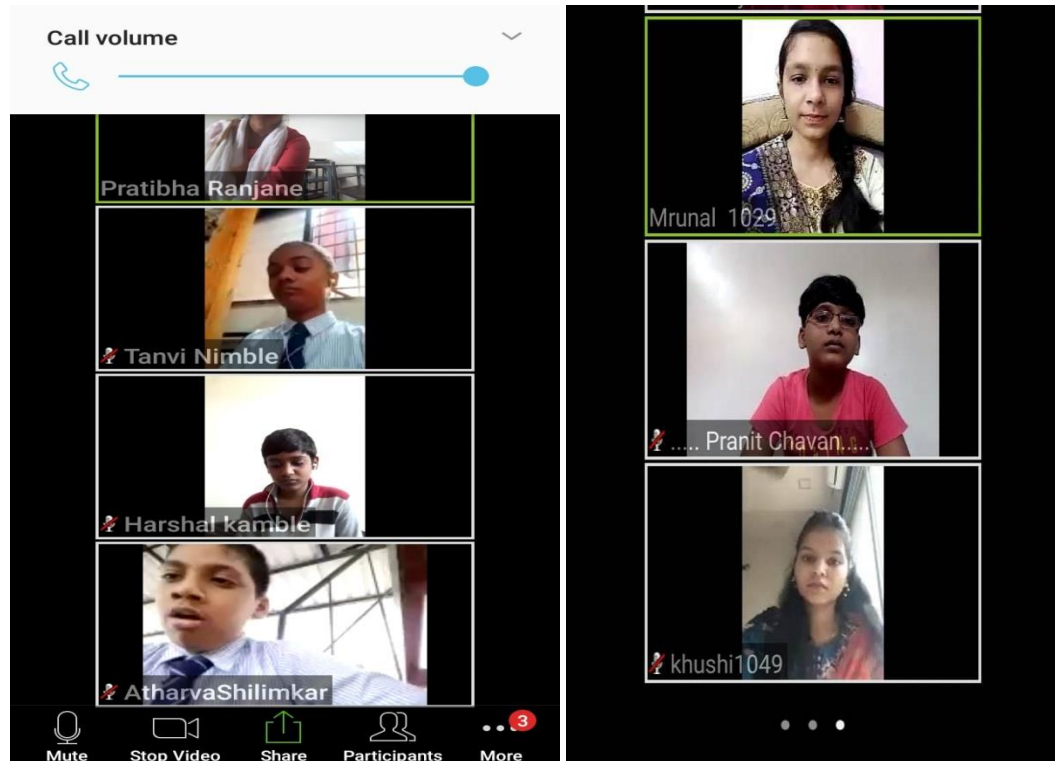 Call volume
Pratibha Ranjane
Tanvi Nimble
Harshal kamble
AtharvaShilimkar
Mute Stop Video Share Participants More
3
Mrunal 1029
..... Pranit Chavan.....
khushi1049